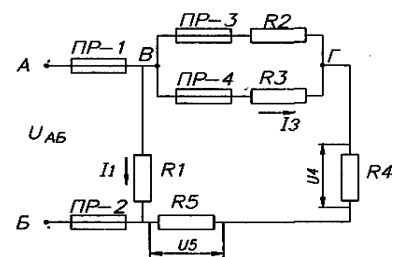 ПР-3 R2
ПР-1 В Г
А
ПР-4 R3
I3
UАБ
I1 R1 U4 R4
ПР-2 R5
Б
U5